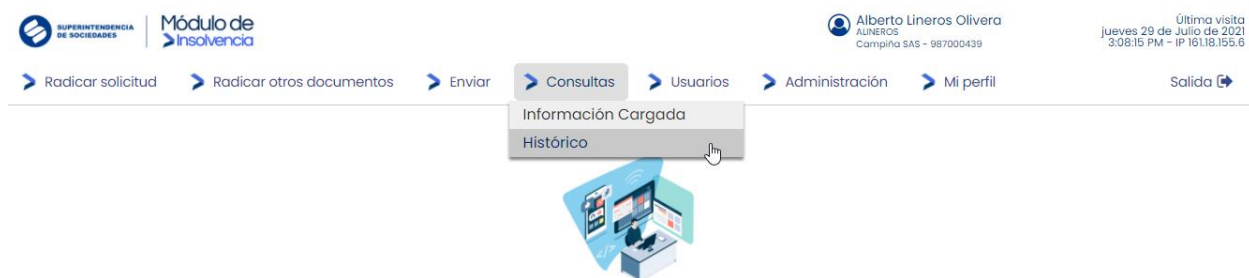 SUPERINTENDENCIA
DE SOCIEDADES
Módulo de
Insolvencia
Alberto Lineros Olivera
ALINEROS
Campiña SAS - 987000439
Última visita
jueves 29 de Julio de 2021
3:08:15 PM - IP 161.18.155.6
Radicar solicitud
Radicar otros documentos
Enviar
Consultas
Usuarios
Administración
Mi perfil
Salida
Información Cargada
Histórico